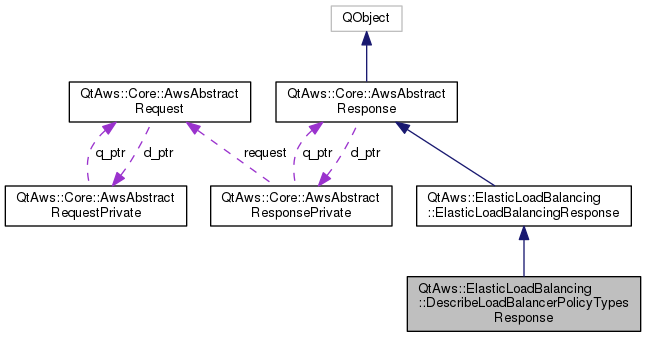 QObject
QtAws::Core::AwsAbstract
Request
QtAws::Core::AwsAbstract
Response
q_ptr
d_ptr
request
q_ptr
d_ptr
QtAws::Core::AwsAbstract
RequestPrivate
QtAws::Core::AwsAbstract
ResponsePrivate
QtAws::ElasticLoadBalancing
::ElasticLoadBalancingResponse
QtAws::ElasticLoadBalancing
::DescribeLoadBalancerPolicyTypes
Response